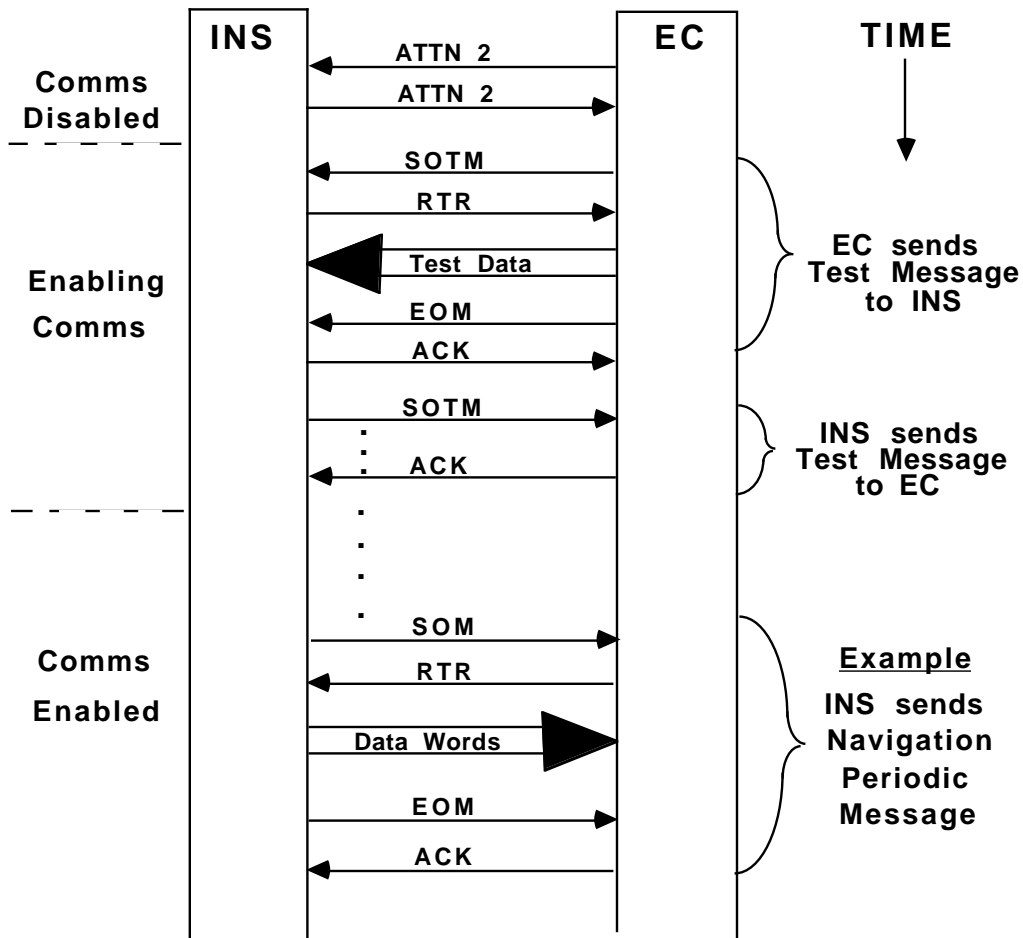 INS
EC
TIME
Comms
Disabled
ATTN 2
ATTN 2
Enabling
Comms
SOTM
RTR
Test Data
EOM
ACK
EC sends
Test Message
to INS
SOTM
ACK
INS sends
Test Message
to EC
Comms
Enabled
SOM
RTR
Data Words
EOM
ACK
Example
INS sends
Navigation
Periodic
Message